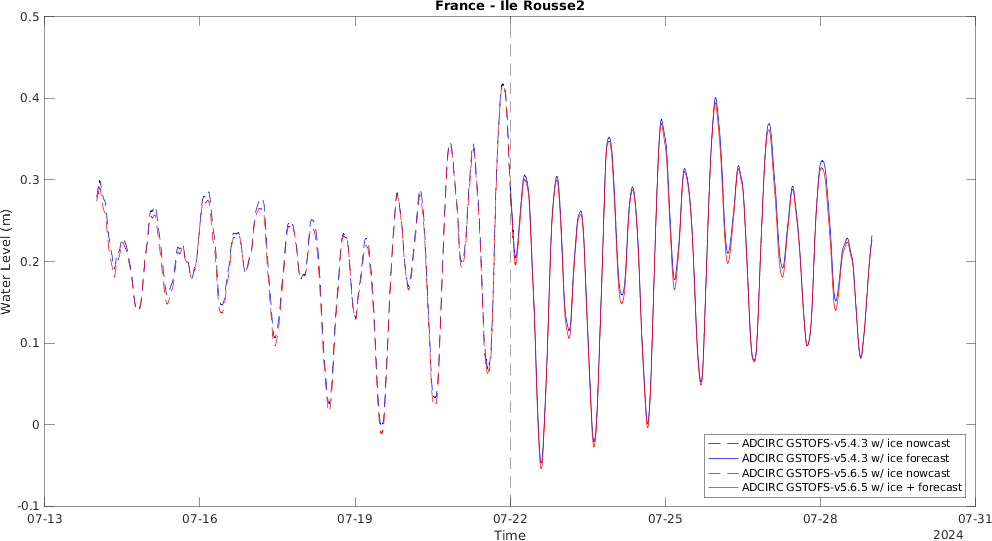 France - Ile Rousse2
Water Level (m)
0.5
0.4
0.3
0.2
0.1
0
-0.1
07-13
07-16
07-19
07-22
07-25
07-28
07-31
Time
2024
ADCIRC GSTOFS-v5.4.3 w/ ice nowcast
ADCIRC GSTOFS-v5.4.3 w/ ice forecast
ADCIRC GSTOFS-v5.6.5 w/ ice nowcast
ADCIRC GSTOFS-v5.6.5 w/ ice + forecast